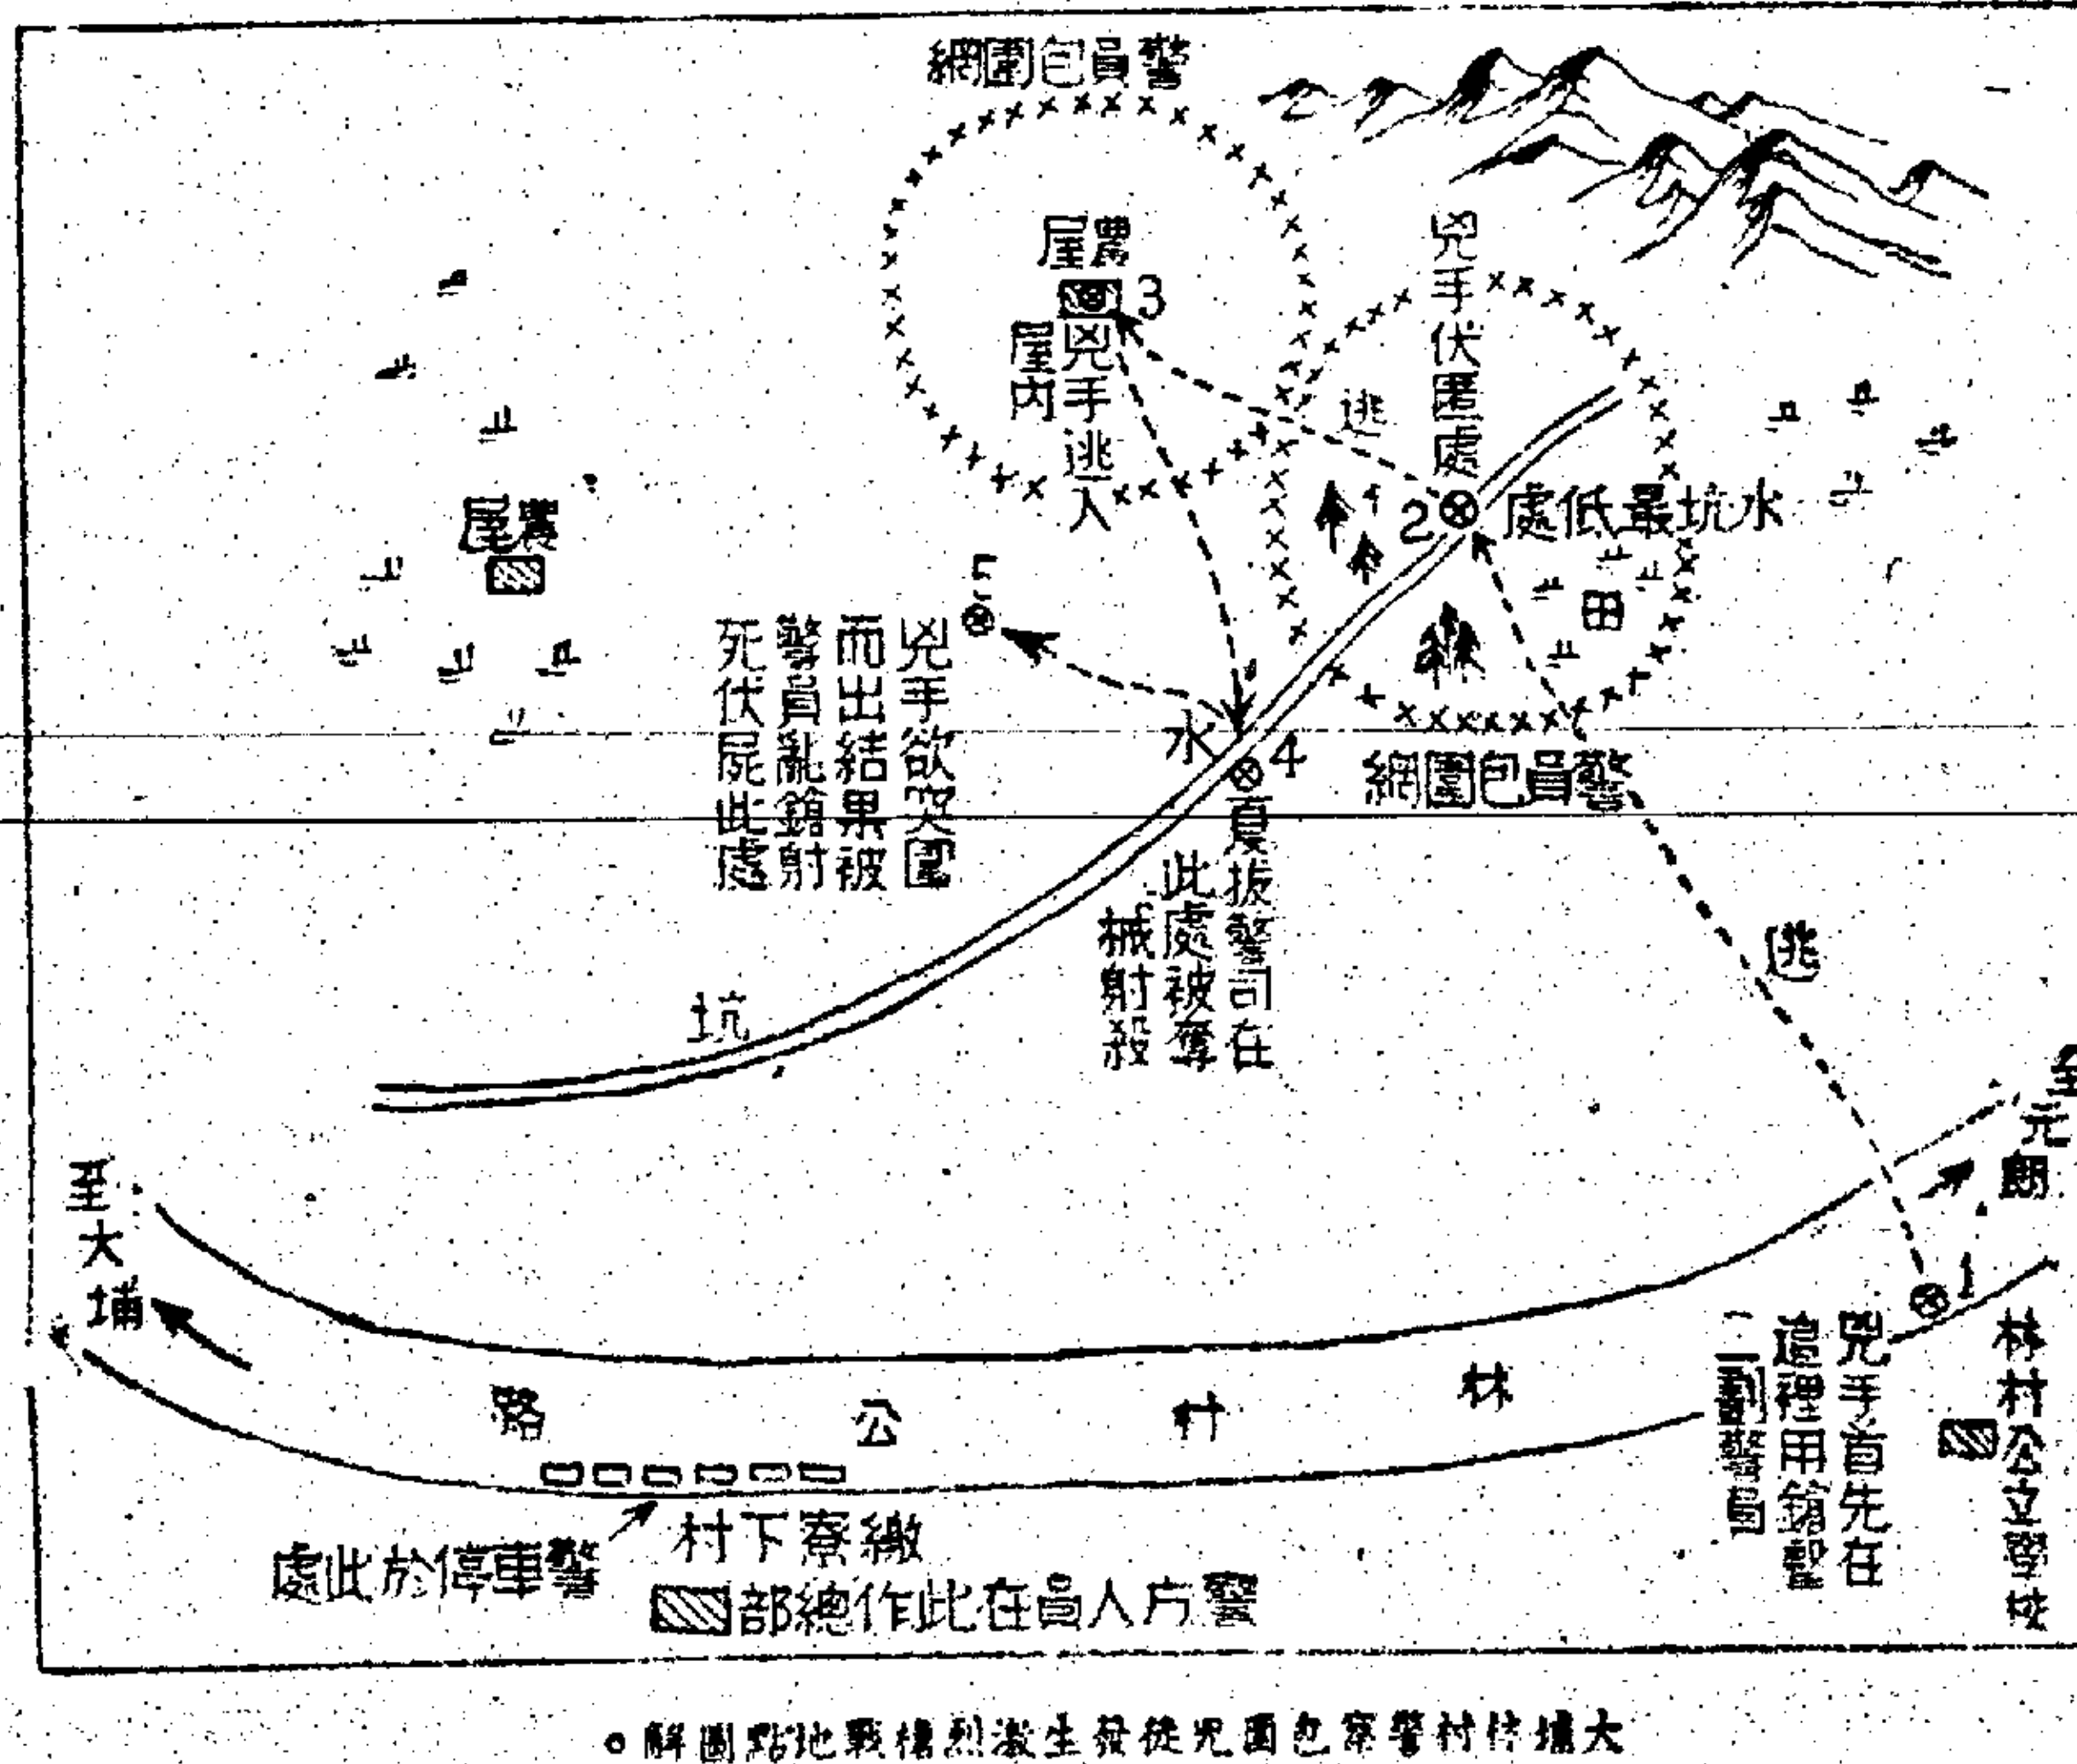 警員包圍網
農屋
3
兇手逃入
屋內
兇手伏匿處
逃
2
水坑最低處
田
農屋
5
兇手欲突圍
而出結果被
警員亂鎗射
死伏屍此處
水
4
警員包圍網
夏拔警司在
此處被奪
械射殺
坑
逃
至元朗
至大埔
1
兇手首先在
這裡用鎗擊
二劃警員
林村公立學校
林村公路
繳寮下村
警車停於此處
警方人員在此作總部
大埔林村警察包圍兇徒發生激烈槍戰地點圖解。